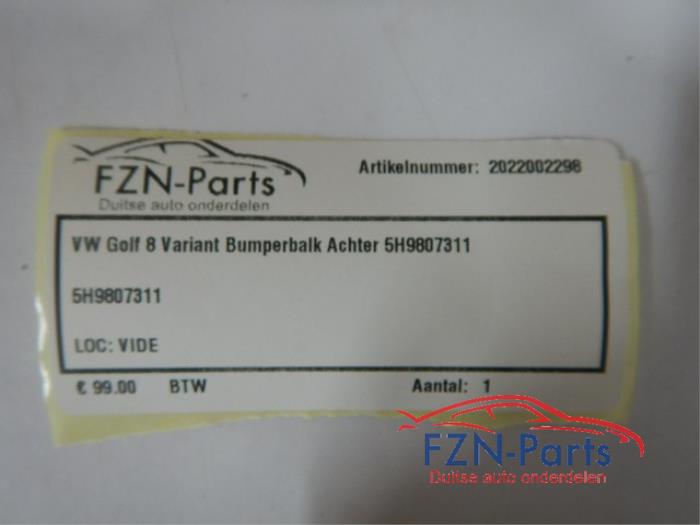 FZN-Parts
Duitse auto onderdelen
Artikelnummer: 2022002298
VW Golf 8 Variant Bumperbalk Achter 5H9807311
5H9807311
LOC: VIDE
€ 99.00 BTW Aantal: 1
FZN-Parts
Duitse auto onderdelen